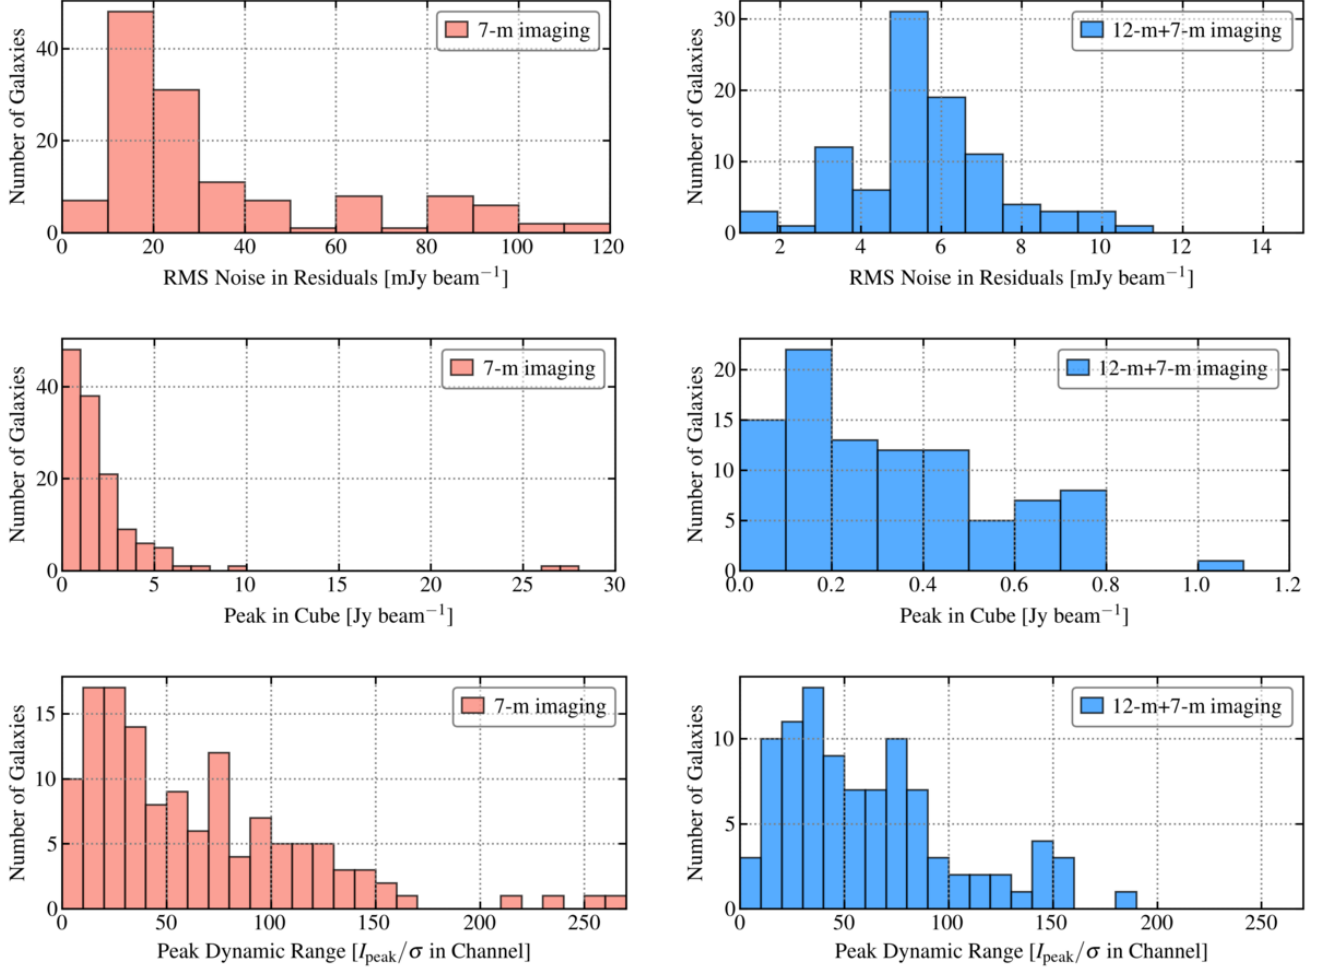 Number of Galaxies
40
20
0
7-m imaging
0 20 40 60 80 100 120
RMS Noise in Residuals [mJy beam⁻¹]
Number of Galaxies
30
20
10
0
12-m+7-m imaging
2 4 6 8 10 12 14
RMS Noise in Residuals [mJy beam⁻¹]
Number of Galaxies
40
20
0
7-m imaging
0 5 10 15 20 25 30
Peak in Cube [Jy beam⁻¹]
Number of Galaxies
20
15
10
5
0
12-m+7-m imaging
0.0 0.2 0.4 0.6 0.8 1.0 1.2
Peak in Cube [Jy beam⁻¹]
Number of Galaxies
15
10
5
0
7-m imaging
0 50 100 150 200 250
Peak Dynamic Range [I_peak/σ in Channel]
Number of Galaxies
10
5
0
12-m+7-m imaging
0 50 100 150 200 250
Peak Dynamic Range [I_peak/σ in Channel]